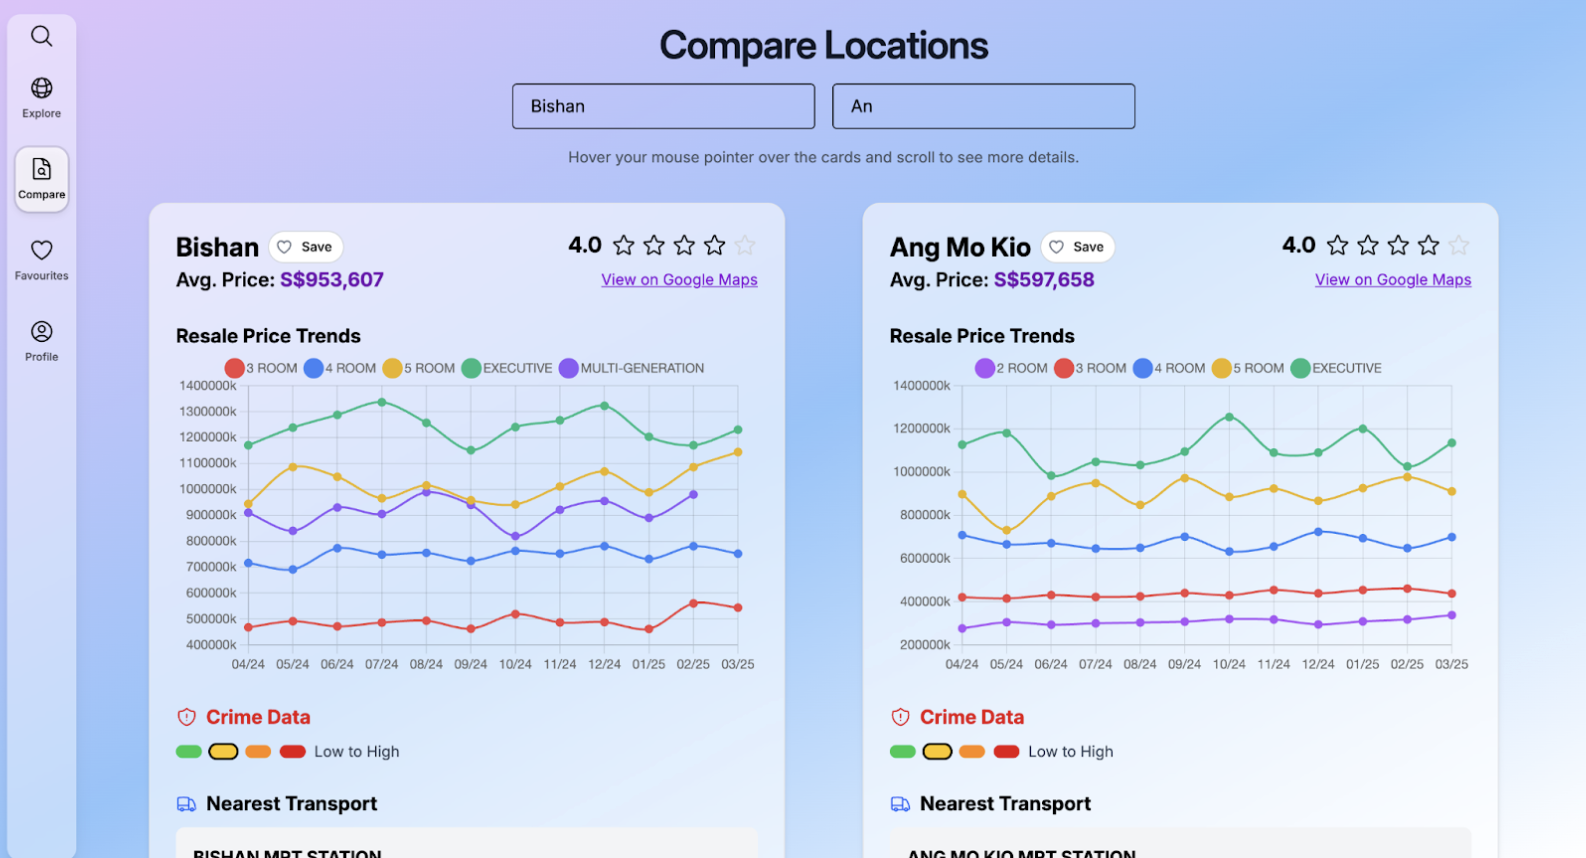 Compare Locations
Bishan
An
Hover your mouse pointer over the cards and scroll to see more details.
Explore
Compare
Favourites
Profile
Bishan
Save
4.0
Avg. Price: S$953,607
View on Google Maps
Resale Price Trends
3 ROOM 4 ROOM 5 ROOM EXECUTIVE MULTI-GENERATION
1400000k
1300000k
1200000k
1100000k
1000000k
900000k
800000k
700000k
600000k
500000k
400000k
04/24 05/24 06/24 07/24 08/24 09/24 10/24 11/24 12/24 01/25 02/25 03/25
Crime Data
Low to High
Nearest Transport
BISHAN MRT STATION
Ang Mo Kio
Save
4.0
Avg. Price: S$597,658
View on Google Maps
Resale Price Trends
2 ROOM 3 ROOM 4 ROOM 5 ROOM EXECUTIVE
1400000k
1200000k
1000000k
800000k
600000k
400000k
200000k
04/24 05/24 06/24 07/24 08/24 09/24 10/24 11/24 12/24 01/25 02/25 03/25
Crime Data
Low to High
Nearest Transport
ANG MO KIO MRT STATION